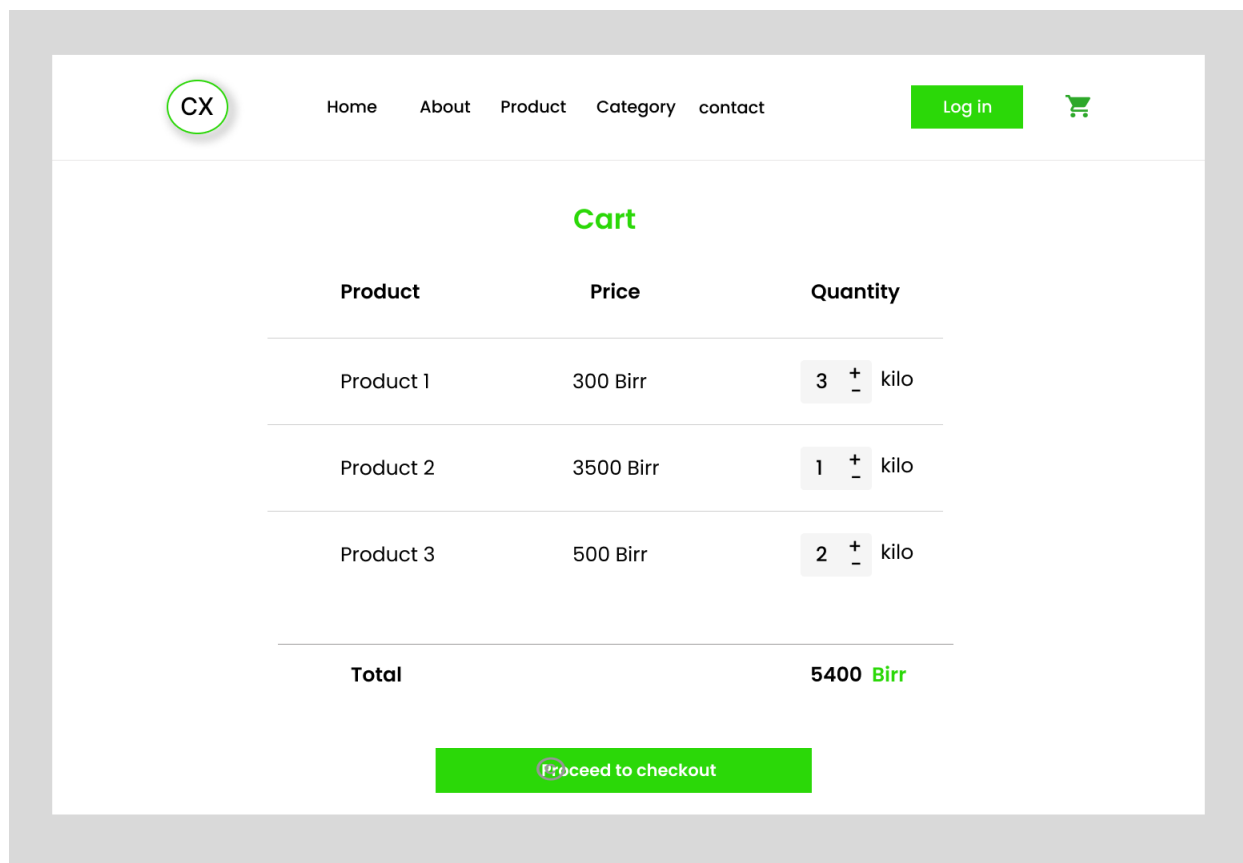 CX Home About Product Category contact Log in
Cart
Product Price Quantity
Product 1 300 Birr 3 + - kilo
Product 2 3500 Birr 1 + - kilo
Product 3 500 Birr 2 + - kilo
Total 5400 Birr
Proceed to checkout